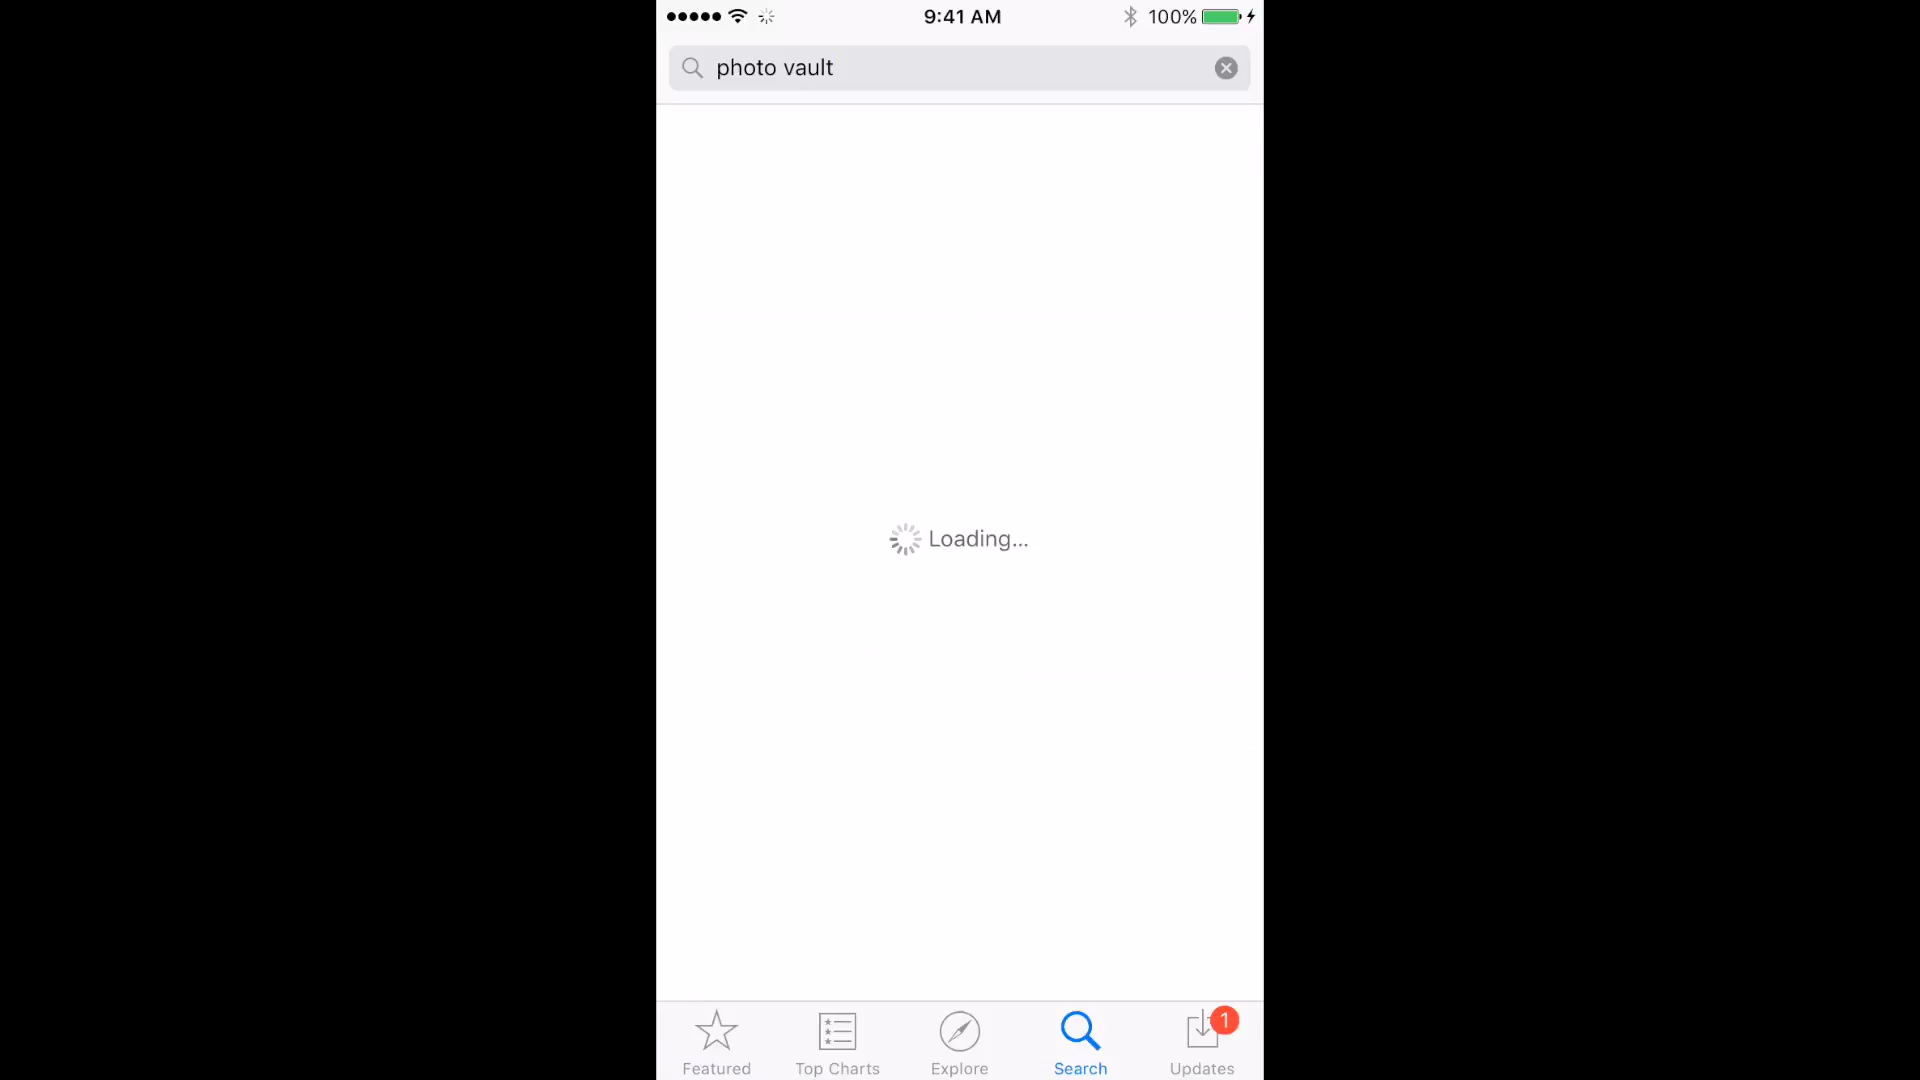 9:41 AM
100%
photo vault
Loading...
1
Featured
Top Charts
Explore
Search
Updates